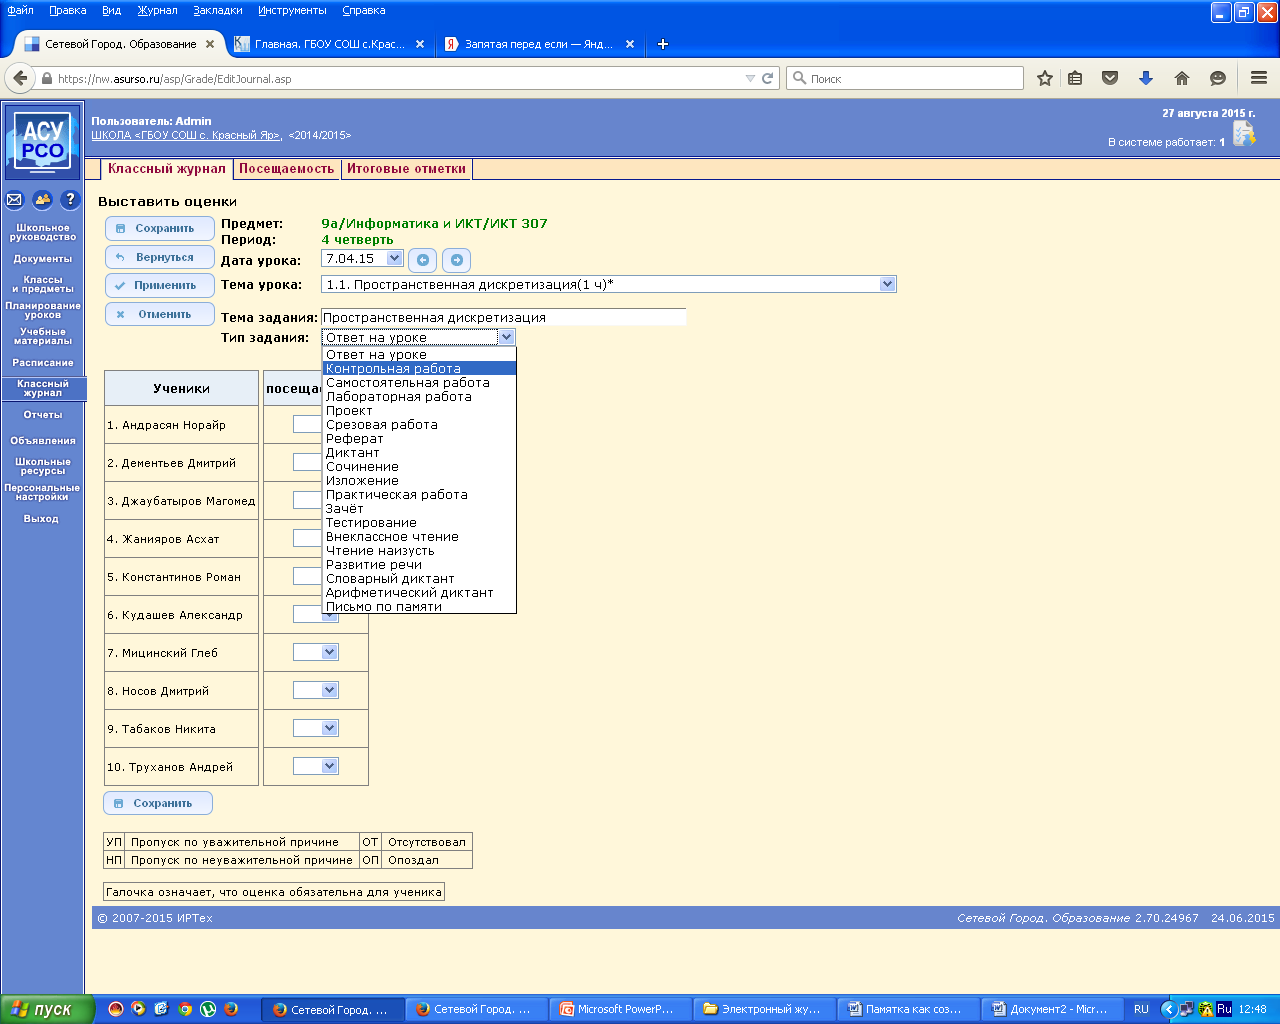 Файл Правка Вид Журнал Закладки Инструменты Справка
Сетевой Город. Образование
Главная. ГБОУ СОШ с.Крас...
Запятая перед если — Янд...
https://nw.asurso.ru/asp/Grade/EditJournal.asp
Поиск
АСУ
РСО
Пользователь: Admin
ШКОЛА «ГБОУ СОШ с. Красный Яр», <2014/2015>
27 августа 2015 г.
В системе работает: 1
Классный журнал Посещаемость Итоговые отметки
Школьное
руководство
Документы
Классы
и предметы
Планирование
уроков
Учебные
материалы
Расписание
Классный
журнал
Отчеты
Объявления
Школьные
ресурсы
Персональные
настройки
Выход
Выставить оценки
Сохранить
Вернуться
Применить
Отменить
Предмет: 9а/Информатика и ИКТ/ИКТ 307
Период: 4 четверть
Дата урока: 7.04.15
Тема урока: 1.1. Пространственная дискретизация(1 ч)*
Тема задания: Пространственная дискретизация
Тип задания: Ответ на уроке
Ответ на уроке
Контрольная работа
Самостоятельная работа
Лабораторная работа
Проект
Срезовая работа
Реферат
Диктант
Сочинение
Изложение
Практическая работа
Зачёт
Тестирование
Внеклассное чтение
Чтение наизусть
Развитие речи
Словарный диктант
Арифметический диктант
Письмо по памяти
Ученики посеща
1. Андрасян Норайр
2. Дементьев Дмитрий
3. Джаубатыров Магомед
4. Жанияров Асхат
5. Константинов Роман
6. Кудашев Александр
7. Мицинский Глеб
8. Носов Дмитрий
9. Табаков Никита
10. Труханов Андрей
Сохранить
УП Пропуск по уважительной причине ОТ Отсутствовал
НП Пропуск по неуважительной причине ОП Опоздал
Галочка означает, что оценка обязательна для ученика
© 2007-2015 ИРТех
Сетевой Город. Образование 2.70.24967 24.06.2015
пуск
Сетевой Город. ...
Сетевой Город. ...
Microsoft PowerP...
Электронный жу...
Памятка как соз...
Документ2 - Micr...
RU
Ru
12:48